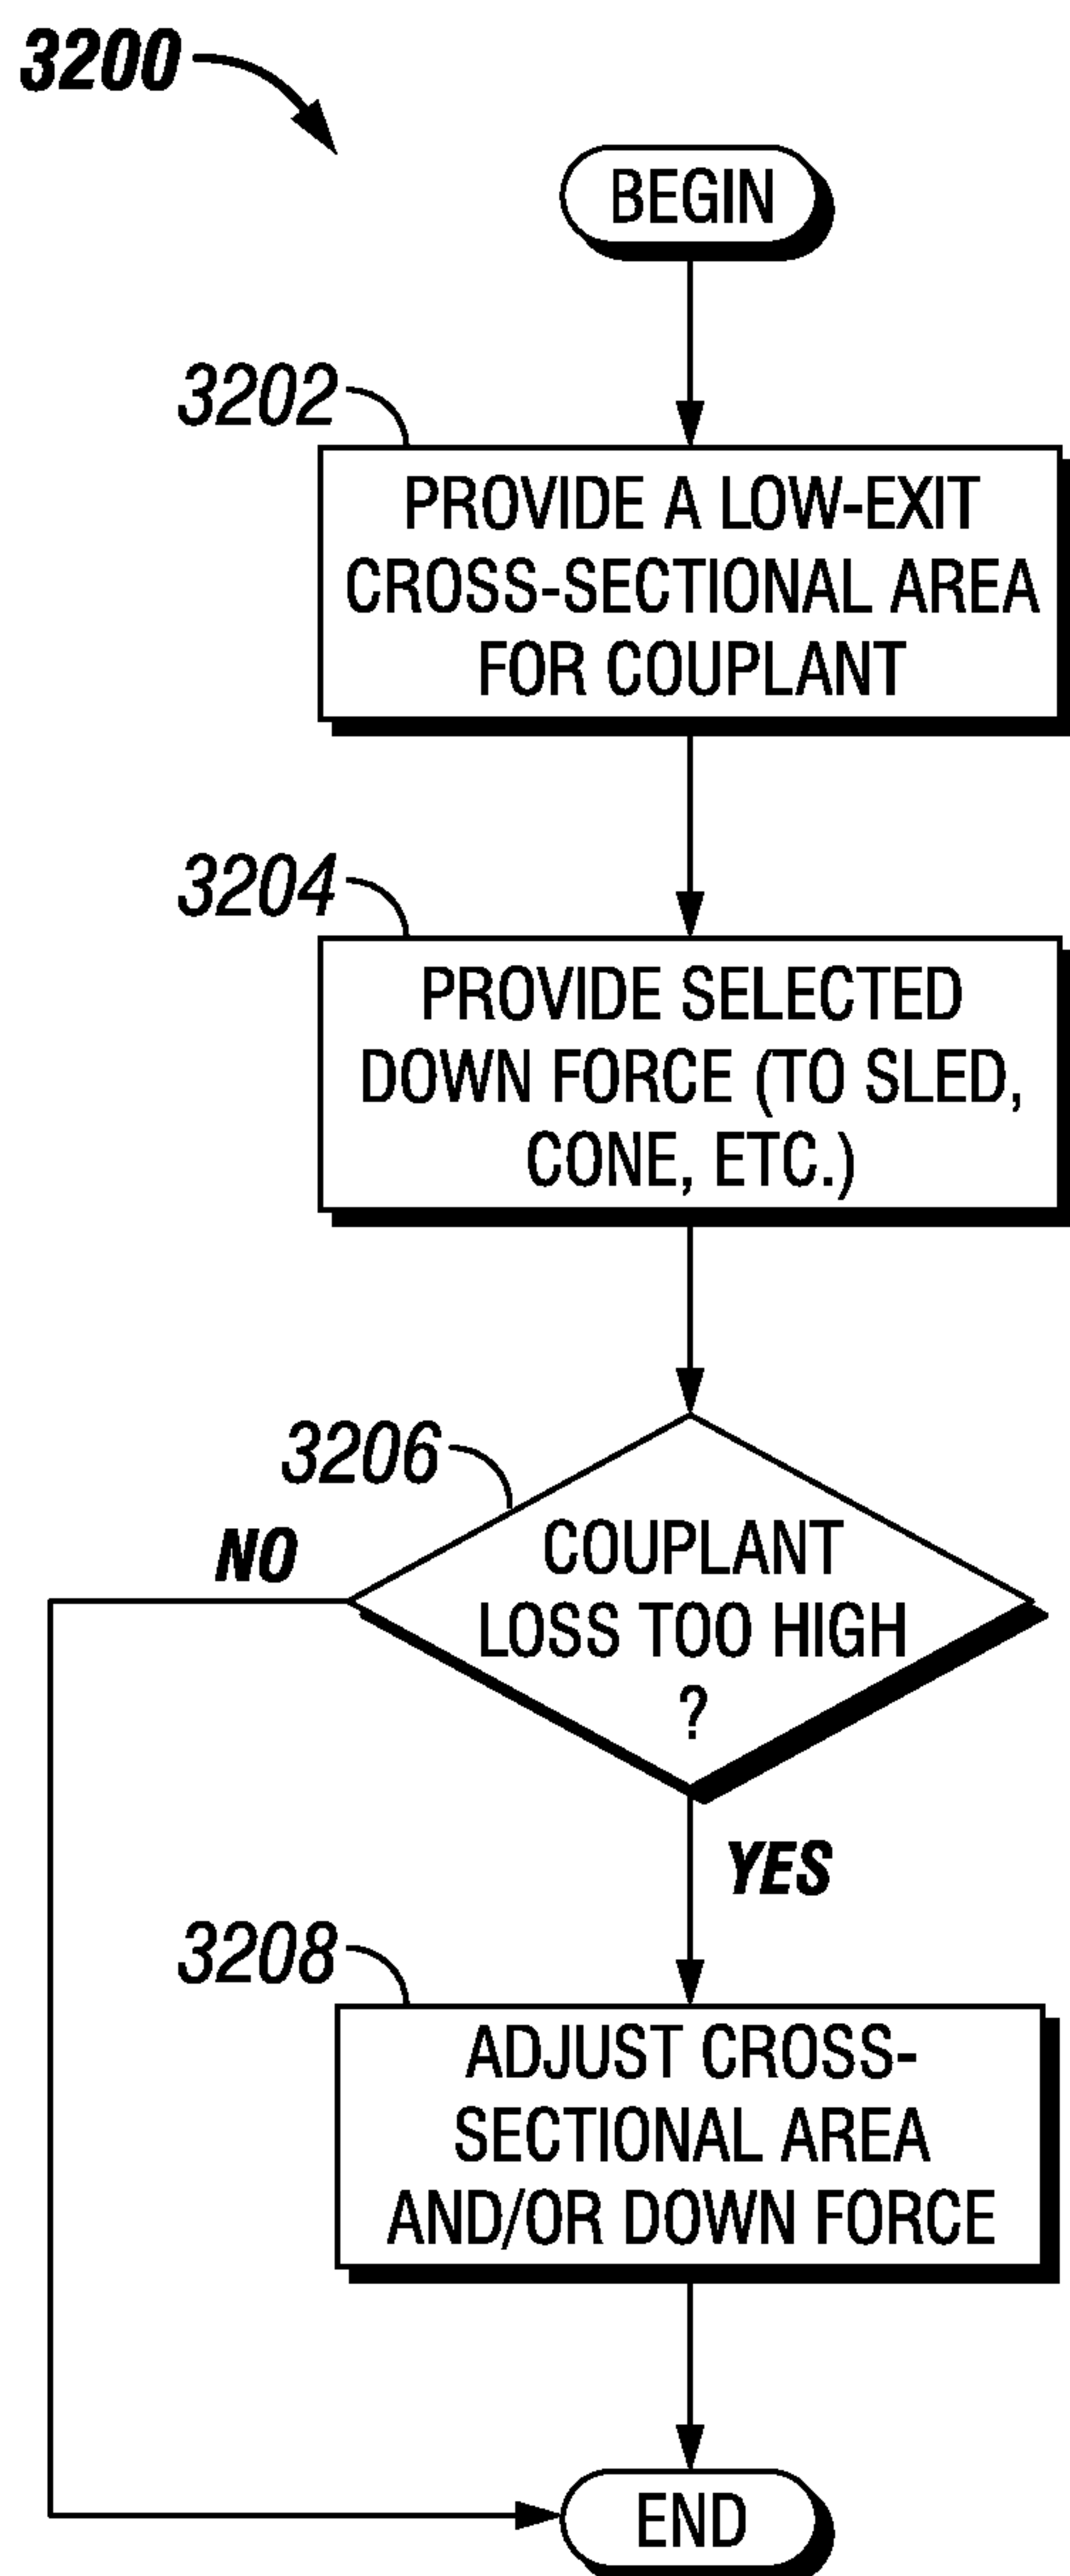 3200
BEGIN
3202
PROVIDE A LOW-EXIT
CROSS-SECTIONAL AREA
FOR COUPLANT
3204
PROVIDE SELECTED
DOWN FORCE (TO SLED,
CONE, ETC.)
3206
NO
COUPLANT
LOSS TOO HIGH
?
YES
3208
ADJUST CROSS-
SECTIONAL AREA
AND/OR DOWN FORCE
END